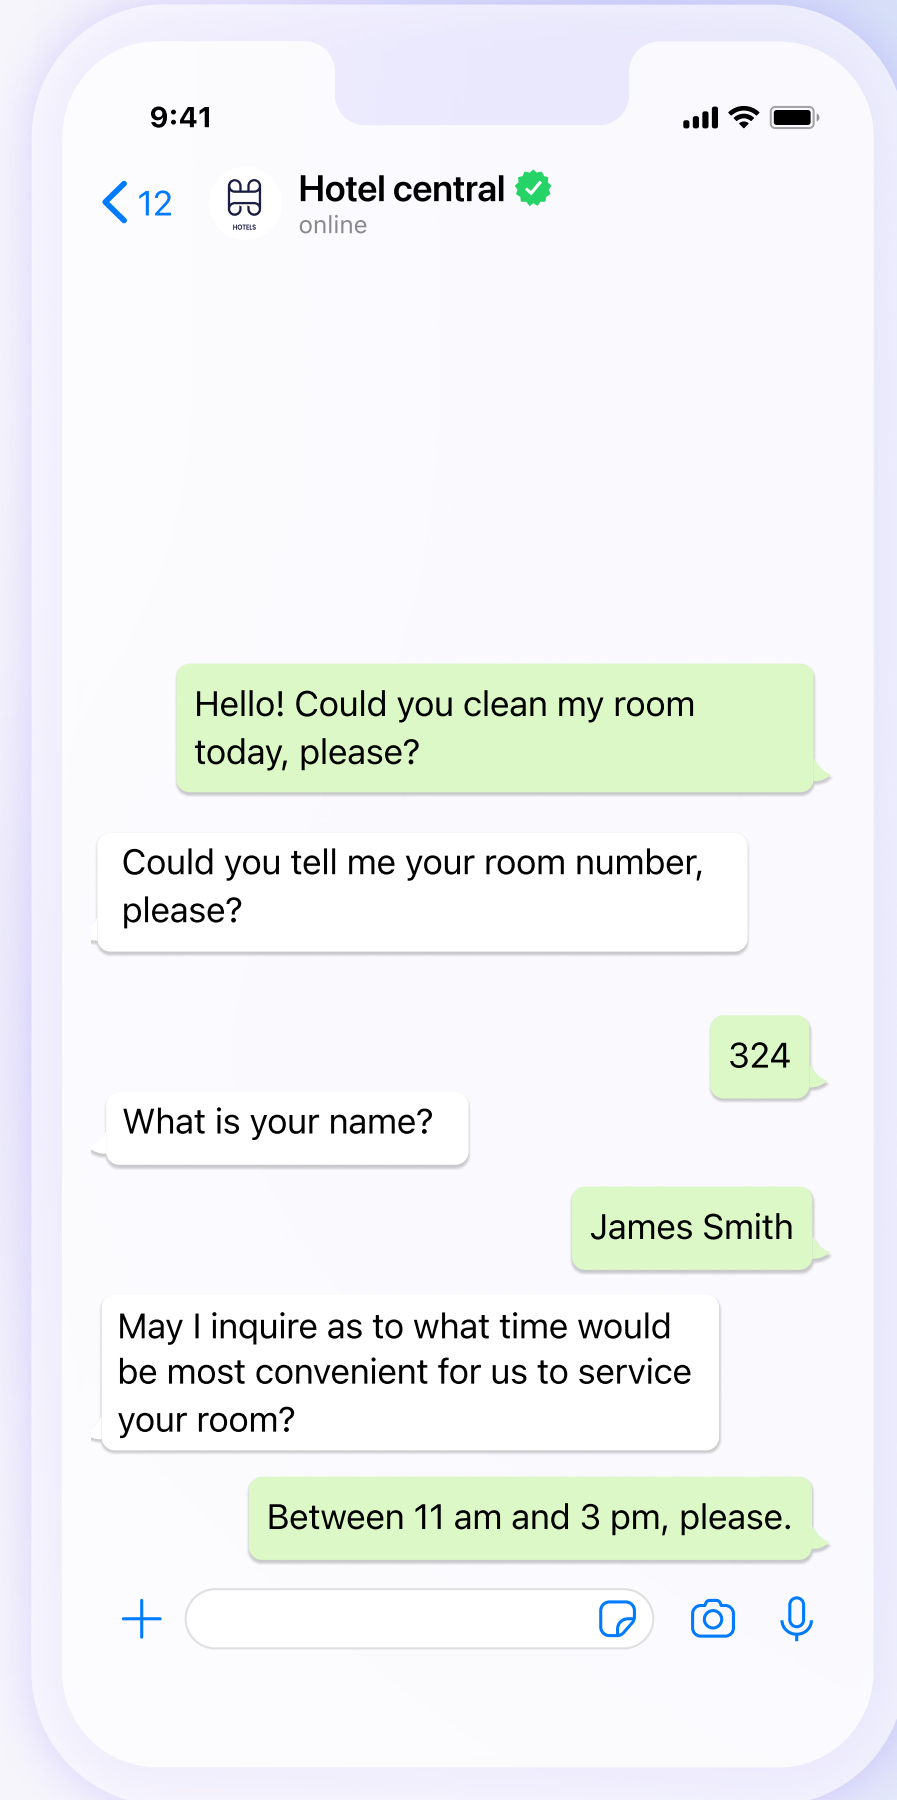 9:41
12
Hotel central
online
HOTELS
Hello! Could you clean my room
today, please?
Could you tell me your room number,
please?
324
What is your name?
James Smith
May I inquire as to what time would
be most convenient for us to service
your room?
Between 11 am and 3 pm, please.